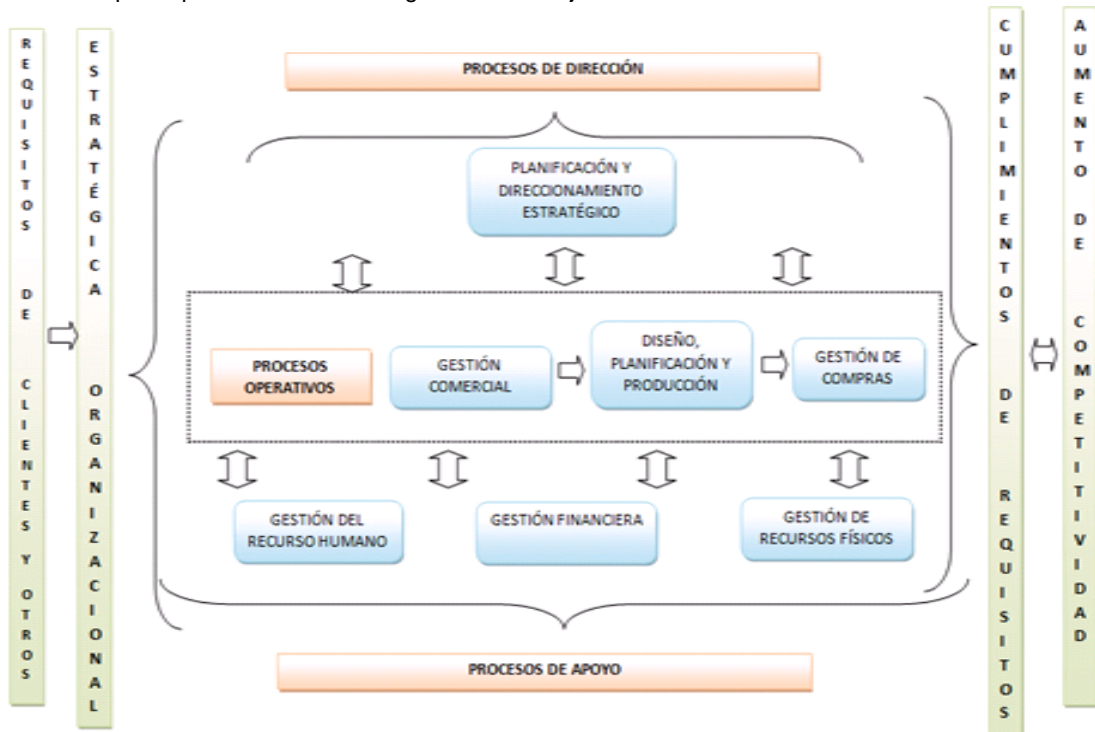 REQUISITOS DE CLIENTES Y OTROS
ESTRATÉGICA ORGANIZACIONAL
PROCESOS DE DIRECCIÓN
PLANIFICACIÓN Y
DIRECCIONAMIENTO
ESTRATÉGICO
PROCESOS
OPERATIVOS
GESTIÓN
COMERCIAL
DISEÑO,
PLANIFICACIÓN Y
PRODUCCIÓN
GESTIÓN DE
COMPRAS
GESTIÓN DEL
RECURSO HUMANO
GESTIÓN FINANCIERA
GESTIÓN DE
RECURSOS FÍSICOS
PROCESOS DE APOYO
CUMPLIMIENTOS DE REQUISITOS
AUMENTO DE COMPETITIVIDAD